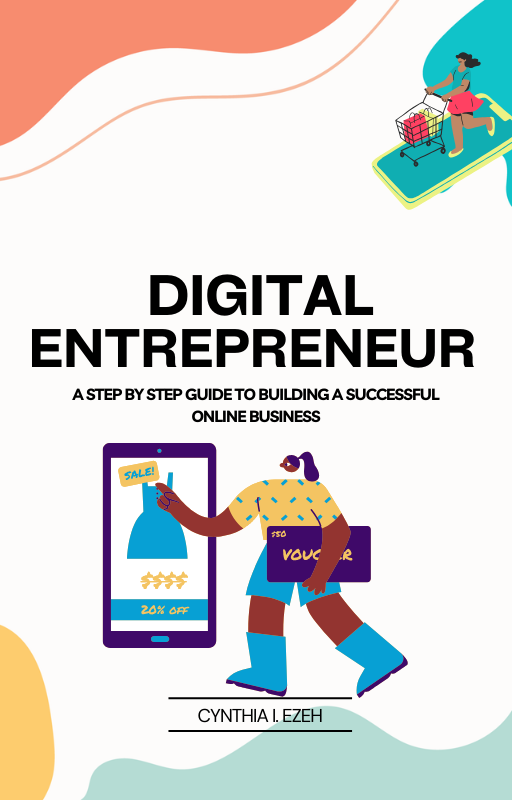 DIGITAL
ENTREPRENEUR
A STEP BY STEP GUIDE TO BUILDING A SUCCESSFUL
ONLINE BUSINESS
SALE!
$50
VOUCHER
$$$$
20% OFF
CYNTHIA I. EZEH